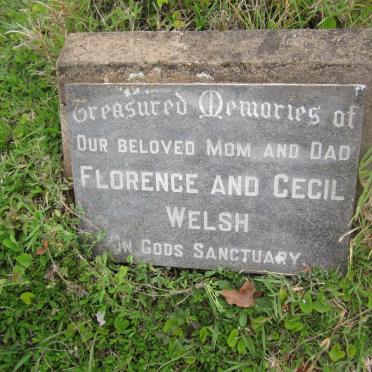 Treasured Memories of
OUR BELOVED MOM AND DAD
FLORENCE AND CECIL
WELSH
IN GODS SANCTUARY.